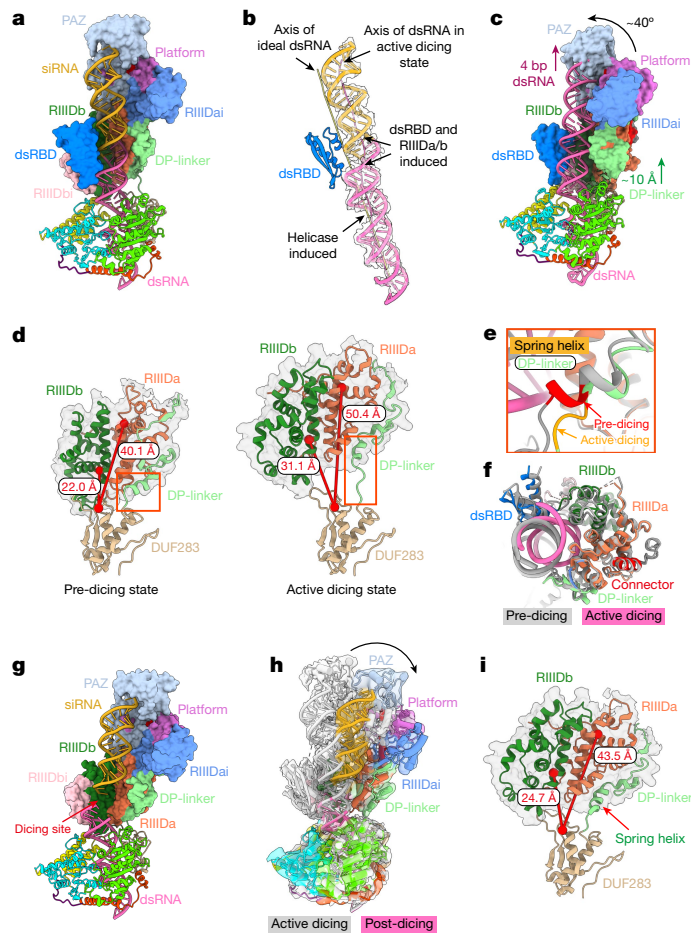 a
PAZ
siRNA
Platform
RIIIDb
RIIIDai
dsRBD
DP-linker
RIIIDbi
dsRNA
b
Axis of
ideal dsRNA
Axis of dsRNA in
active dicing
state
dsRBD and
RIIIDa/b
induced
dsRBD
Helicase
induced
c
~40º
PAZ
Platform
4 bp
dsRNA
RIIIDb
RIIIDai
dsRBD
~10 Å
DP-linker
dsRNA
d
RIIIDb
RIIIDa
40.1 Å
22.0 Å
DP-linker
DUF283
Pre-dicing state
RIIIDb
RIIIDa
50.4 Å
31.1 Å
DP-linker
DUF283
Active dicing state
e
Spring helix
DP-linker
Pre-dicing
Active dicing
f
RIIIDb
RIIIDa
dsRBD
Connector
DP-linker
Pre-dicing
Active dicing
g
PAZ
siRNA
Platform
RIIIDb
RIIIDai
RIIIDbi
DP-linker
Dicing site
RIIIDa
dsRNA
h
PAZ
Platform
RIIIDai
DP-linker
Active dicing
Post-dicing
i
RIIIDb
RIIIDa
43.5 Å
24.7 Å
DP-linker
Spring helix
DUF283